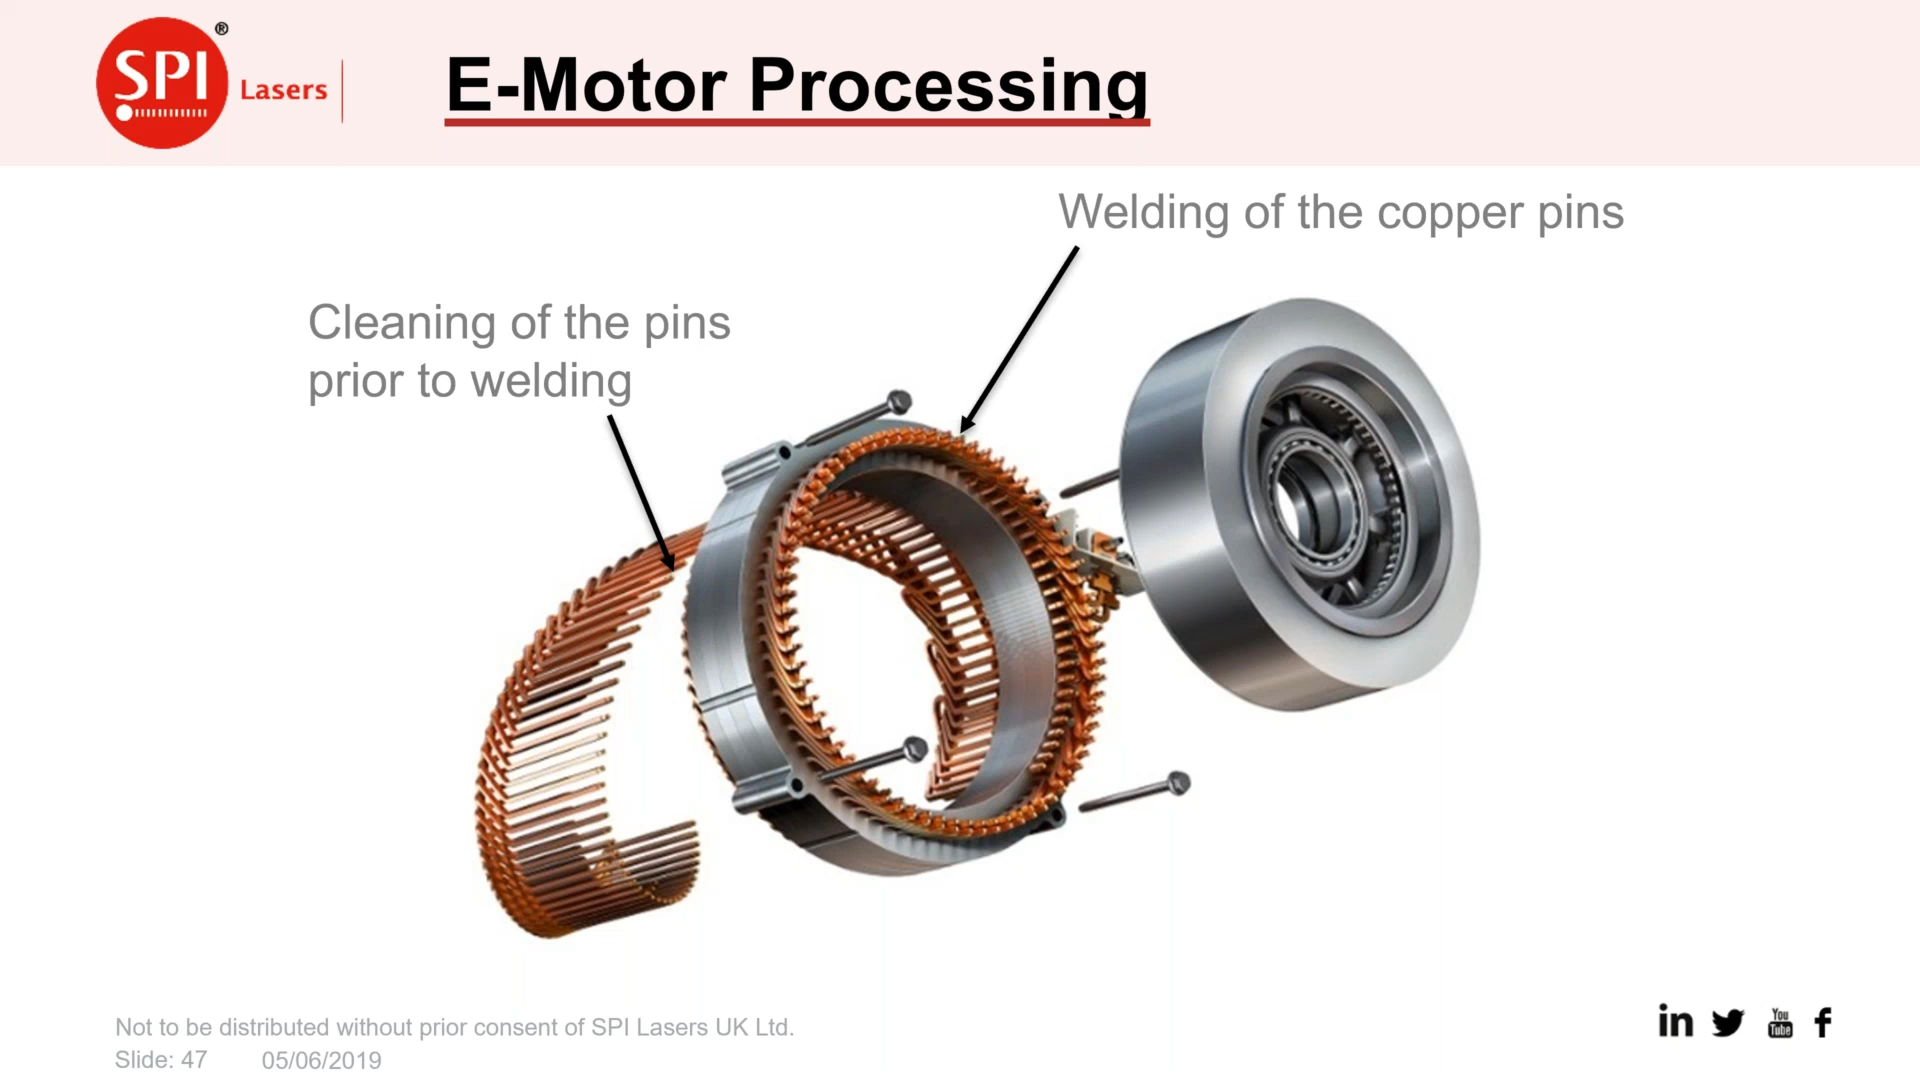 SPI®
Lasers
E-Motor Processing
Welding of the copper pins
Cleaning of the pins
prior to welding
Not to be distributed without prior consent of SPI Lasers UK Ltd.
Slide: 47 05/06/2019
in
You
Tube
f